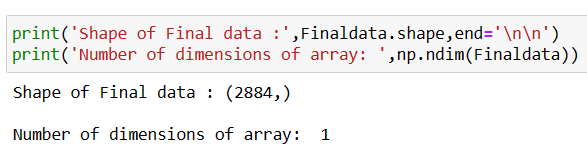 print('Shape of Final data :',Finaldata.shape,end='\n\n')
print('Number of dimensions of array: ',np.ndim(Finaldata))
Shape of Final data : (2884,)
Number of dimensions of array:  1